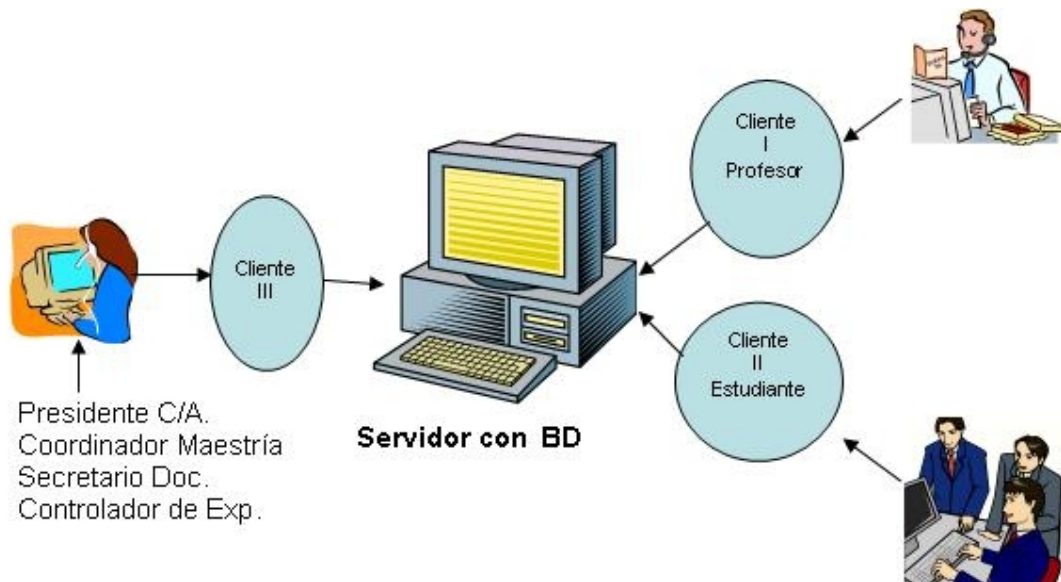 Cliente
I
Profesor
Cliente
III
Cliente
II
Estudiante
Servidor con BD
Presidente C/A.
Coordinador Maestría
Secretario Doc.
Controlador de Exp.